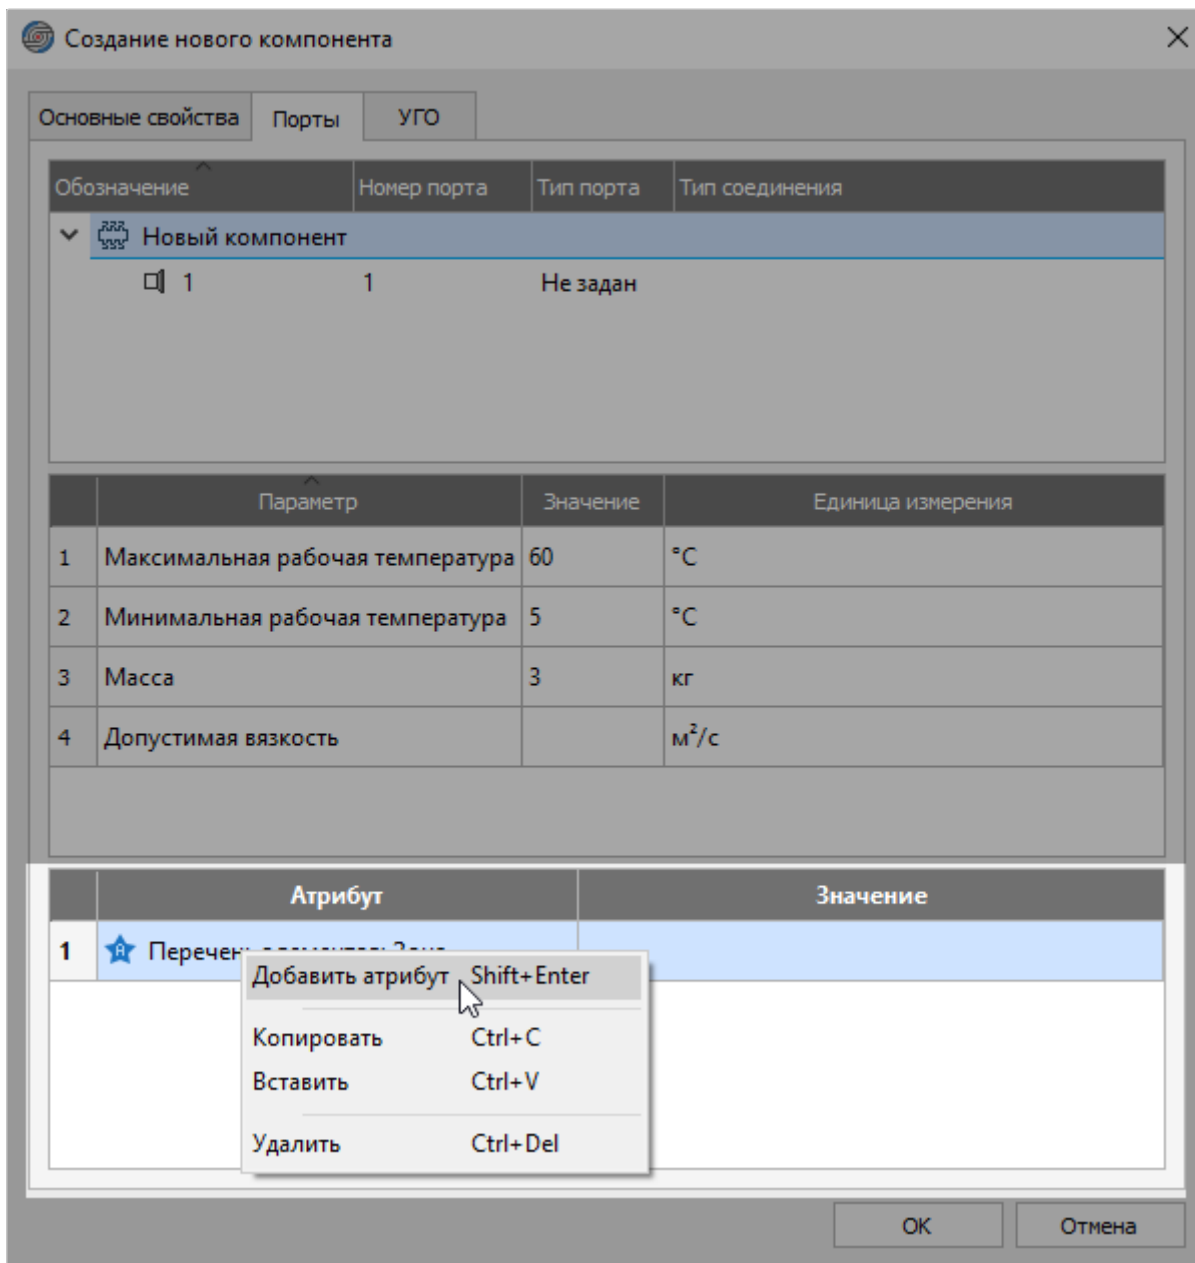 Создание нового компонента
Основные свойства Порты УГО
Обозначение Номер порта Тип порта Тип соединения
Новый компонент
1 1 Не задан
Параметр Значение Единица измерения
1 Максимальная рабочая температура 60 °C
2 Минимальная рабочая температура 5 °C
3 Масса 3 кг
4 Допустимая вязкость м²/с
Атрибут Значение
1
Добавить атрибут Shift+Enter
Копировать Ctrl+C
Вставить Ctrl+V
Удалить Ctrl+Del
OK Отмена